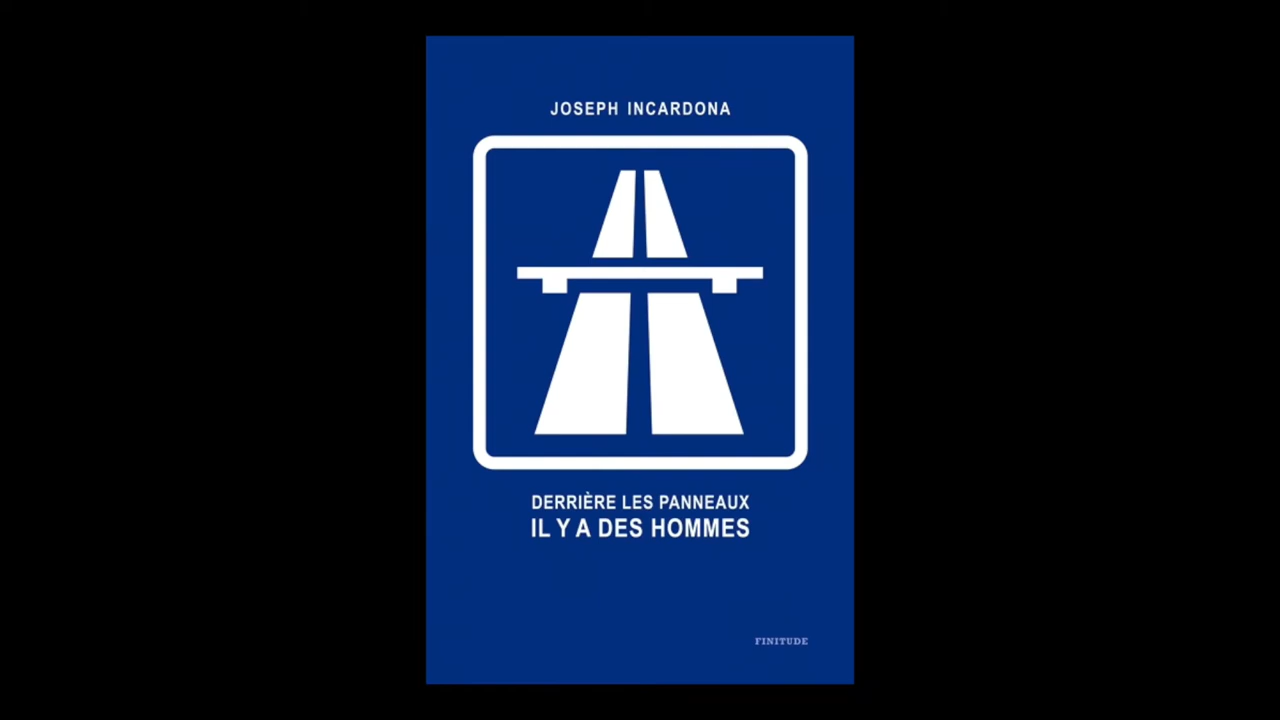 JOSEPH INCARDONA
DERRIÈRE LES PANNEAUX
IL Y A DES HOMMES
FINITUDE